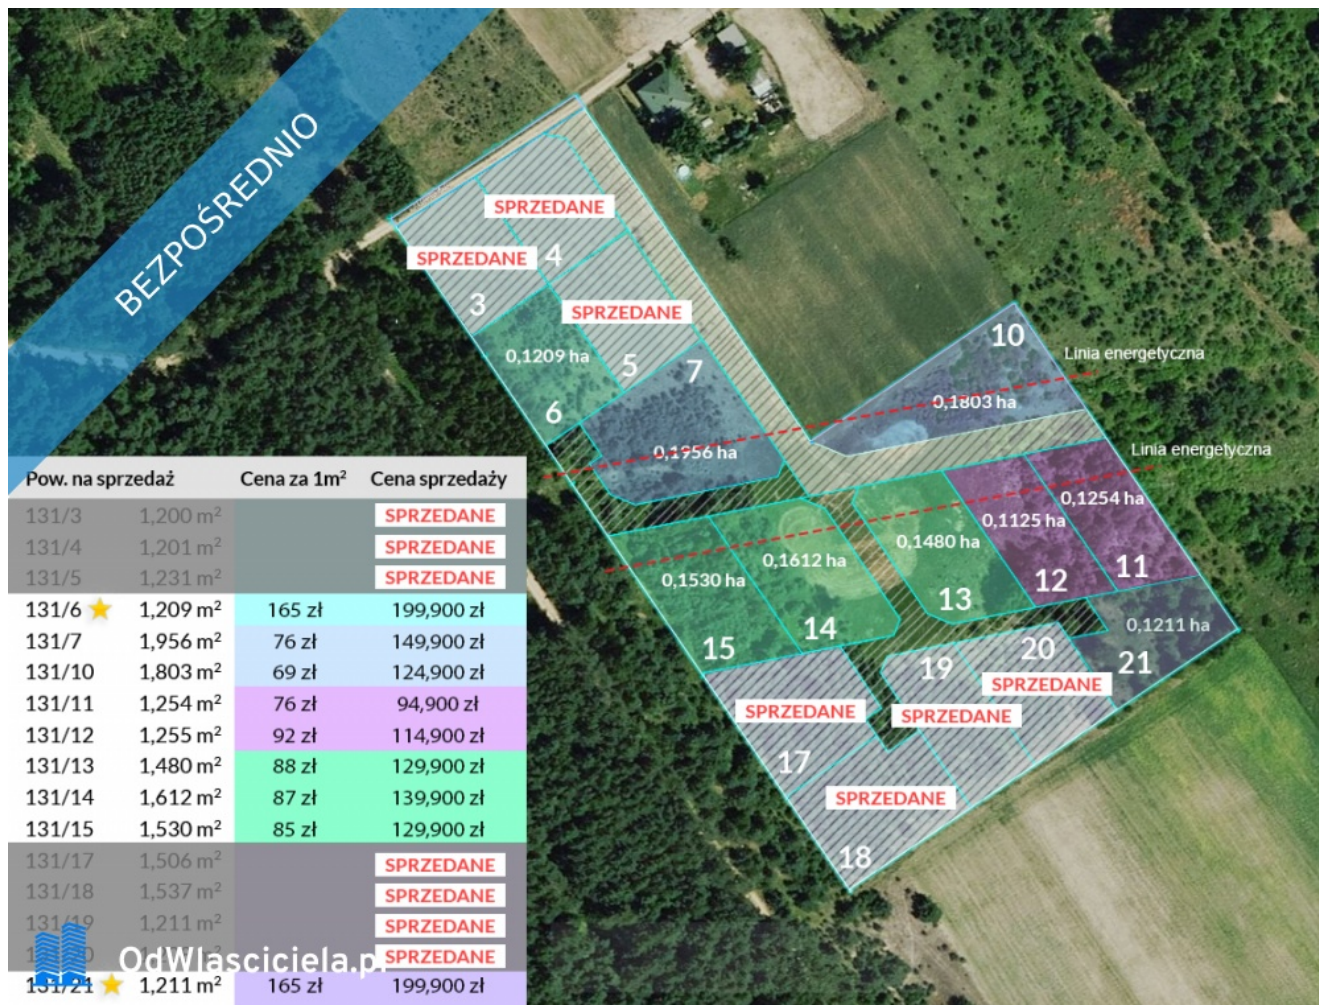 BEZPOŚREDNIO
SPRZEDANE
SPRZEDANE
4
3
SPRZEDANE
10
Linia energetyczna
0,1209 ha
5
7
0,1803 ha
6
0,1956 ha
Linia energetyczna
0,1254 ha
0,1125 ha
0,1480 ha
0,1612 ha
0,1530 ha
11
12
13
14
15
0,1211 ha
20
19
21
SPRZEDANE
SPRZEDANE
SPRZEDANE
17
SPRZEDANE
18
Pow. na sprzedaż Cena za 1m² Cena sprzedaży
131/3 1,200 m² SPRZEDANE
131/4 1,201 m² SPRZEDANE
131/5 1,231 m² SPRZEDANE
131/6 1,209 m² 165 zł 199,900 zł
131/7 1,956 m² 76 zł 149,900 zł
131/10 1,803 m² 69 zł 124,900 zł
131/11 1,254 m² 76 zł 94,900 zł
131/12 1,255 m² 92 zł 114,900 zł
131/13 1,480 m² 88 zł 129,900 zł
131/14 1,612 m² 87 zł 139,900 zł
131/15 1,530 m² 85 zł 129,900 zł
131/17 1,506 m² SPRZEDANE
131/18 1,537 m² SPRZEDANE
131/19 1,211 m² SPRZEDANE
SPRZEDANE
OdWlasciciela.pl
131/21 1,211 m² 165 zł 199,900 zł